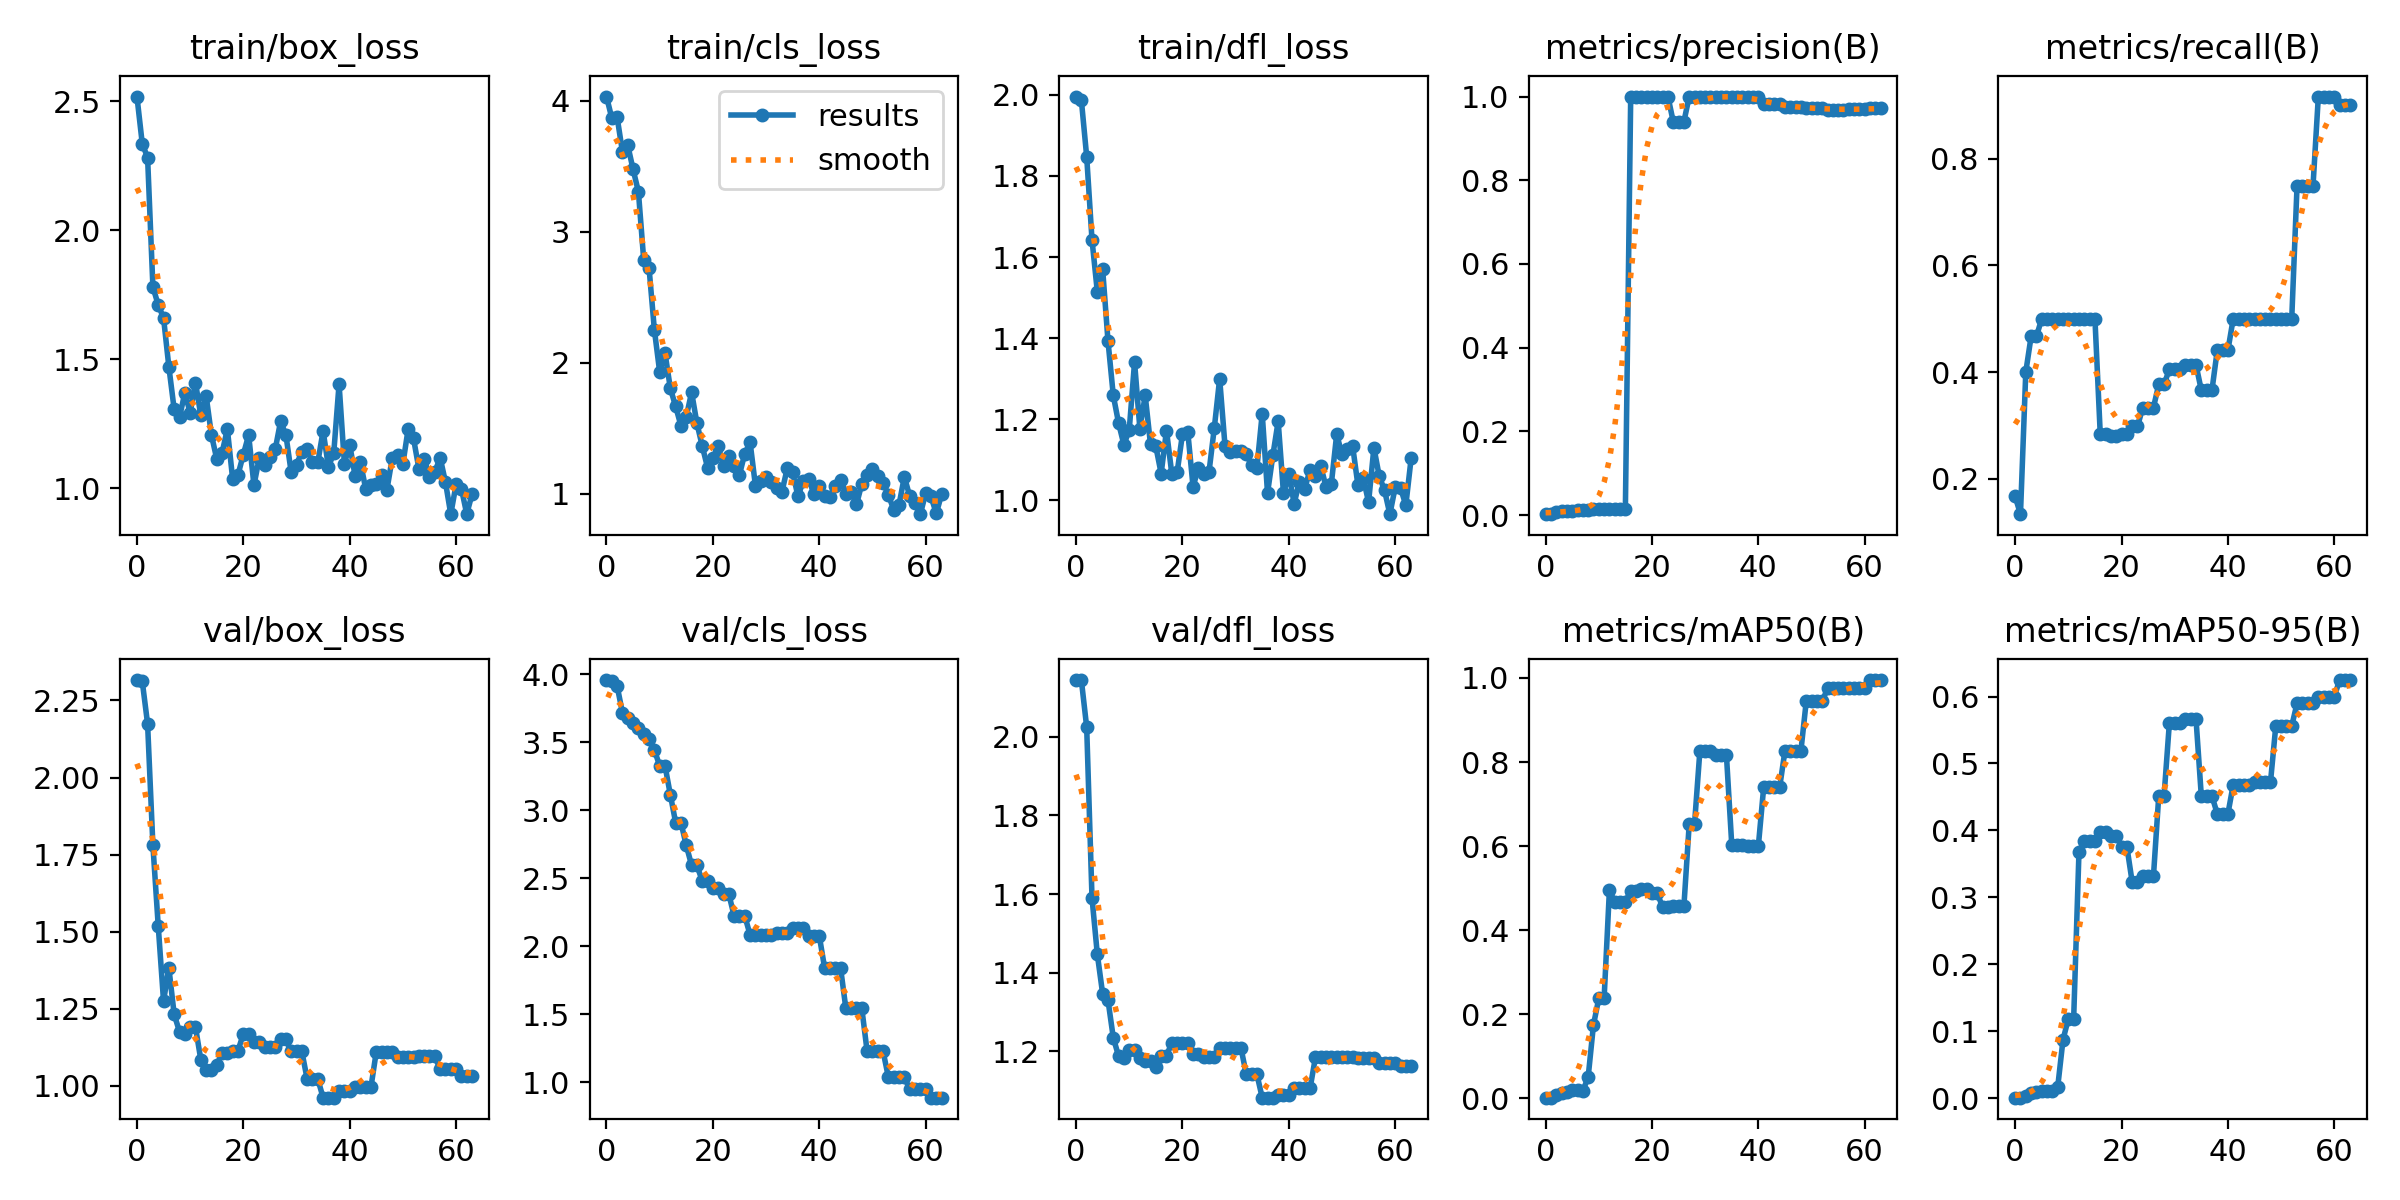 train/box_loss
train/cls_loss
train/dfl_loss
metrics/precision(B)
metrics/recall(B)
2.5
2.0
1.5
1.0
0 20 40 60
4
3
2
1
0 20 40 60
results
smooth
2.0
1.8
1.6
1.4
1.2
1.0
0 20 40 60
1.0
0.8
0.6
0.4
0.2
0.0
0 20 40 60
0.8
0.6
0.4
0.2
0 20 40 60
val/box_loss
val/cls_loss
val/dfl_loss
metrics/mAP50(B)
metrics/mAP50-95(B)
2.25
2.00
1.75
1.50
1.25
1.00
0 20 40 60
4.0
3.5
3.0
2.5
2.0
1.5
1.0
0 20 40 60
2.0
1.8
1.6
1.4
1.2
0 20 40 60
1.0
0.8
0.6
0.4
0.2
0.0
0 20 40 60
0.6
0.5
0.4
0.3
0.2
0.1
0.0
0 20 40 60